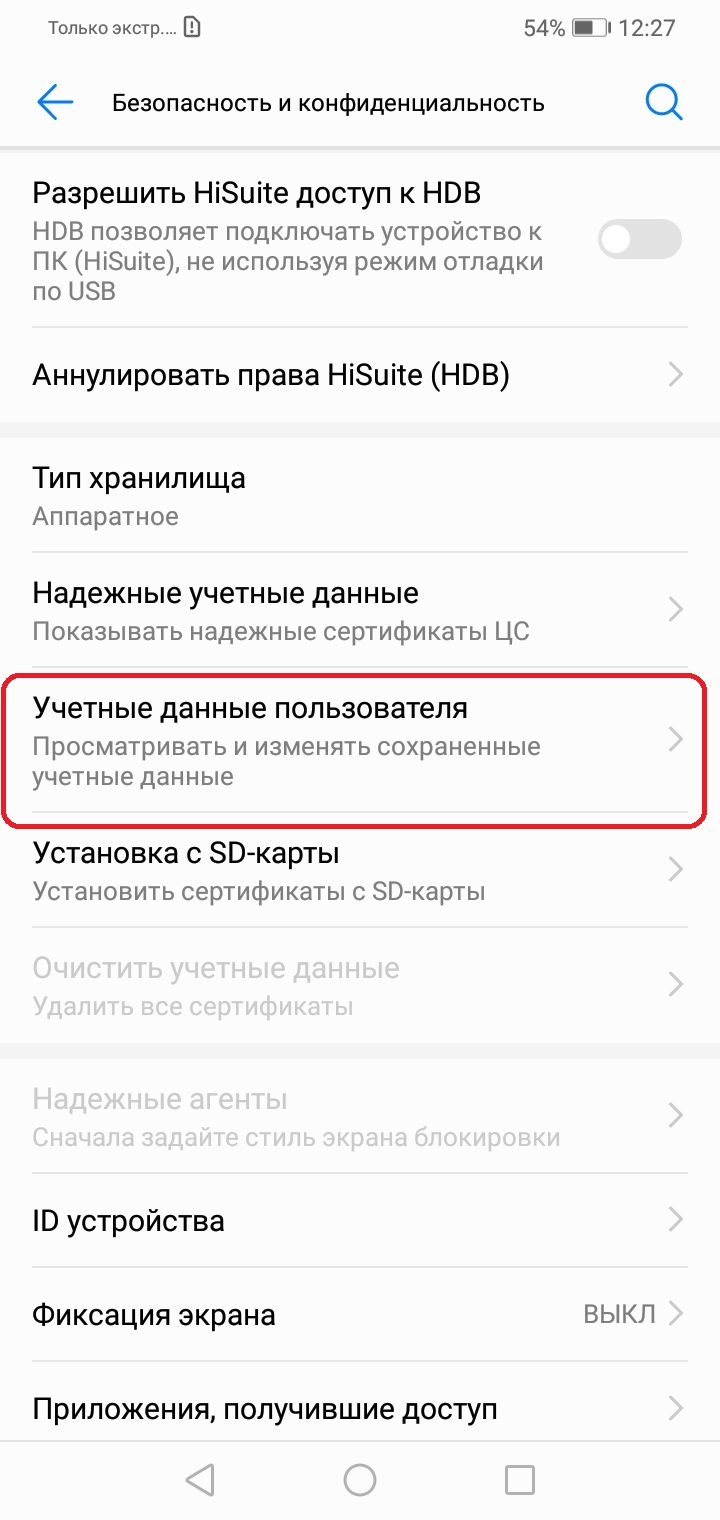 Только экстр.... 54% 12:27
Безопасность и конфиденциальность
Разрешить HiSuite доступ к HDB
HDB позволяет подключать устройство к
ПК (HiSuite), не используя режим отладки
по USB
Аннулировать права HiSuite (HDB)
Тип хранилища
Аппаратное
Надежные учетные данные
Показывать надежные сертификаты ЦС
Учетные данные пользователя
Просматривать и изменять сохраненные
учетные данные
Установка с SD-карты
Установить сертификаты с SD-карты
Очистить учетные данные
Удалить все сертификаты
Надежные агенты
Сначала задайте стиль экрана блокировки
ID устройства
Фиксация экрана ВЫКЛ
Приложения, получившие доступ